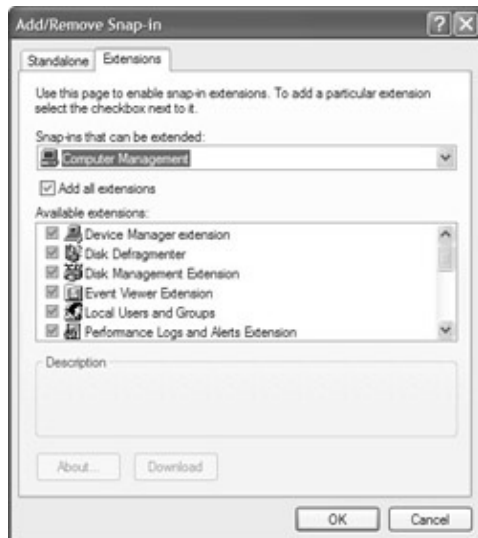 Add/Remove Snap-in
Standalone
Extensions
Use this page to enable snap-in extensions. To add a particular extension
select the checkbox next to it.
Snap-ins that can be extended:
Computer Management
Add all extensions
Available extensions:
Device Manager extension
Disk Defragmenter
Disk Management Extension
Event Viewer Extension
Local Users and Groups
Performance Logs and Alerts Extension
Description
About...
Download
OK
Cancel